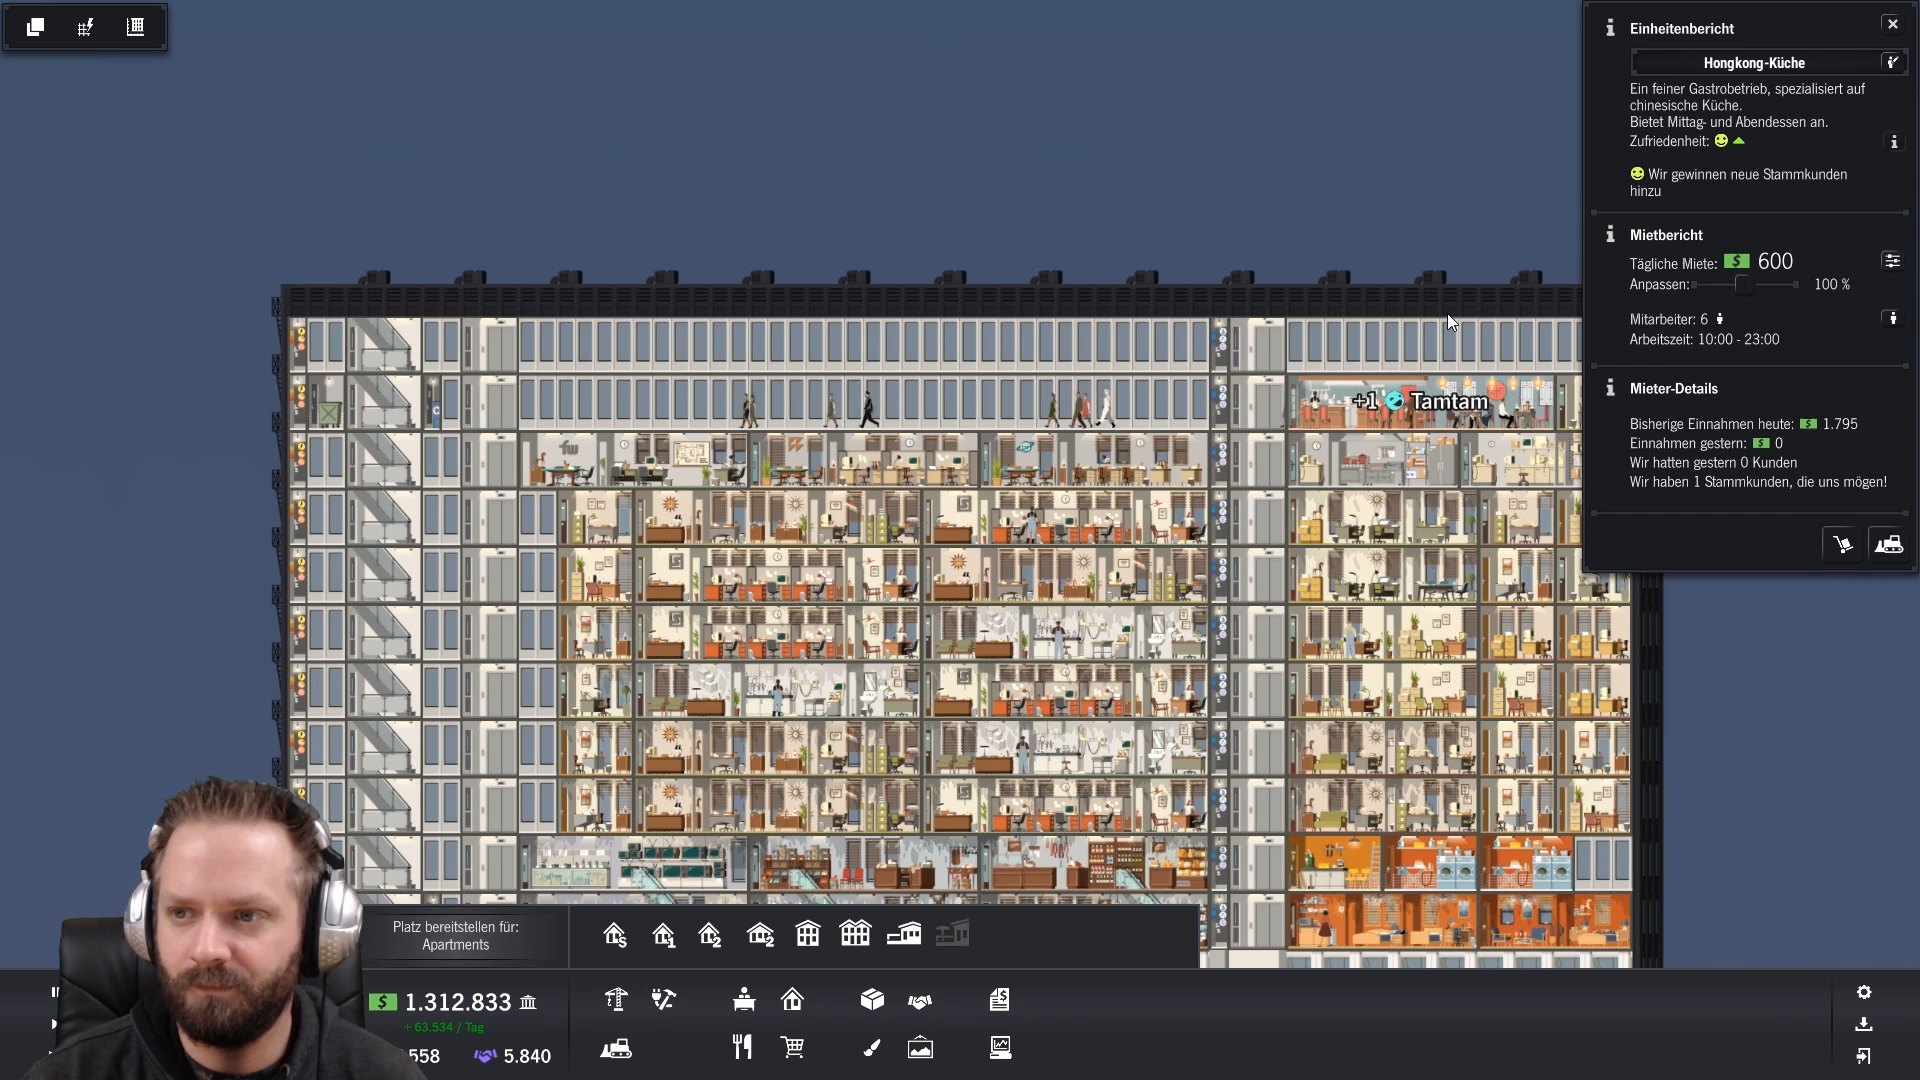 Einheitenbericht
Hongkong-Küche
Ein feiner Gastrobetrieb, spezialisiert auf
chinesische Küche.
Bietet Mittag- und Abendessen an.
Zufriedenheit:
Wir gewinnen neue Stammkunden
hinzu
Mietbericht
Tägliche Miete: $ 600
Anpassen: 100 %
Mitarbeiter: 6
Arbeitszeit: 10:00 - 23:00
Mieter-Details
Bisherige Einnahmen heute: $ 1.795
Einnahmen gestern: $ 0
Wir hatten gestern 0 Kunden
Wir haben 1 Stammkunden, die uns mögen!
+1 Tamtam
Platz bereitstellen für:
Apartments
$ 1.312.833
+ 63.534 / Tag
558
5.840